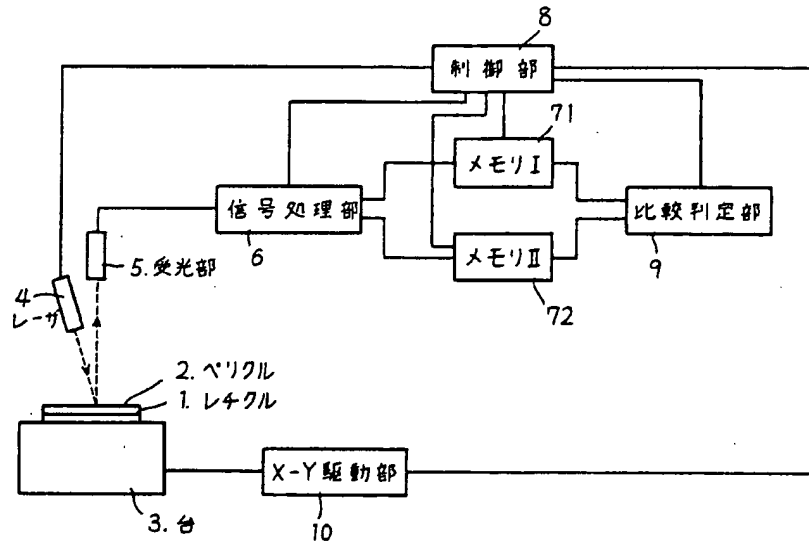 8
制御部
71
メモリI
信号処理部
6
比較判定部
9
メモリII
72
5.受光部
4
レーザ
2.ペリクル
1.レチクル
X-Y駆動部
10
3.台